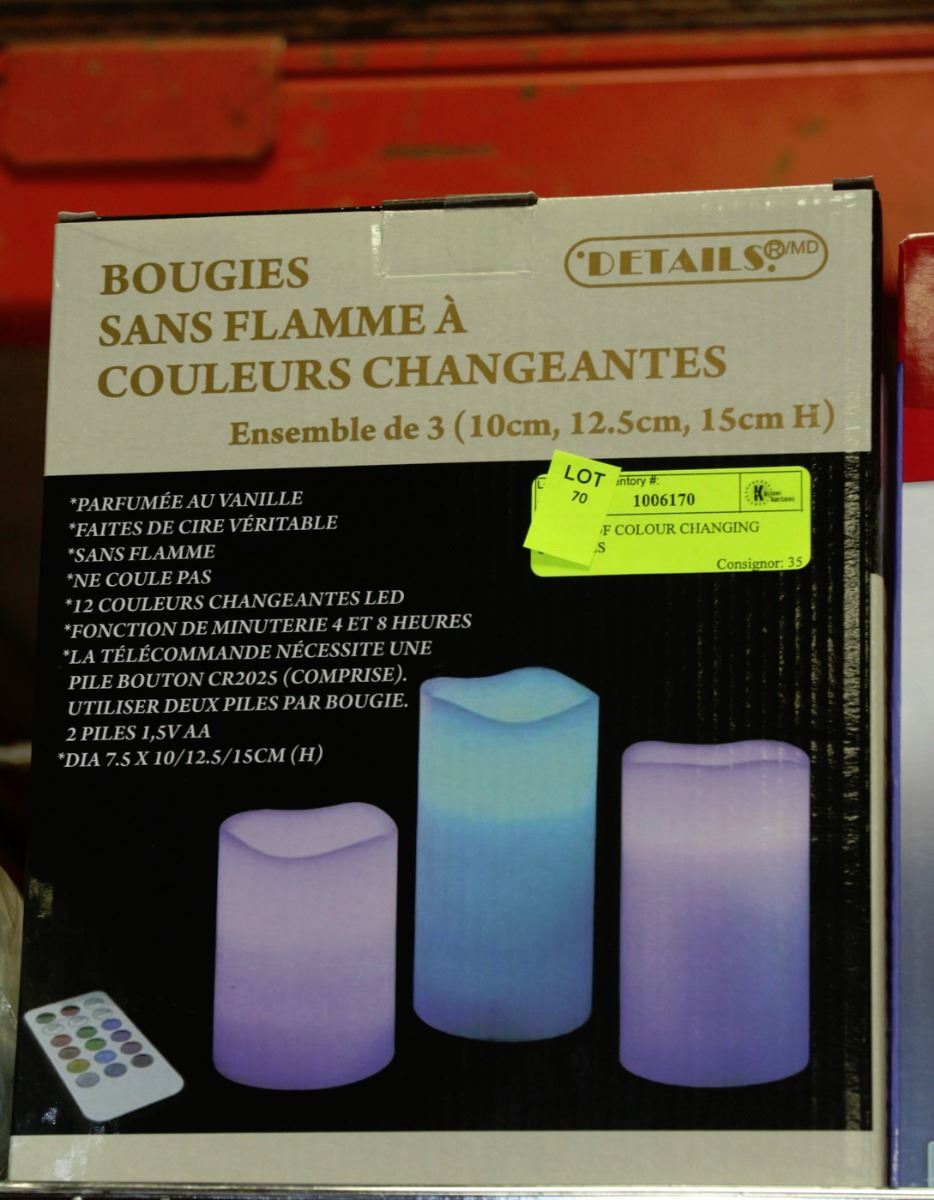 BOUGIES
SANS FLAMME À
COULEURS CHANGEANTES
DETAILS.®/MD
Ensemble de 3 (10cm, 12.5cm, 15cm H)
*PARFUMÉE AU VANILLE
*FAITES DE CIRE VÉRITABLE
*SANS FLAMME
*NE COULE PAS
*12 COULEURS CHANGEANTES LED
*FONCTION DE MINUTERIE 4 ET 8 HEURES
*LA TÉLÉCOMMANDE NÉCESSITE UNE
PILE BOUTON CR2025 (COMPRISE).
UTILISER DEUX PILES PAR BOUGIE.
2 PILES 1,5V AA
*DIA 7.5 X 10/12.5/15CM (H)
LOT
70
entory #:
1006170
COLOUR CHANGING
Consignor: 35